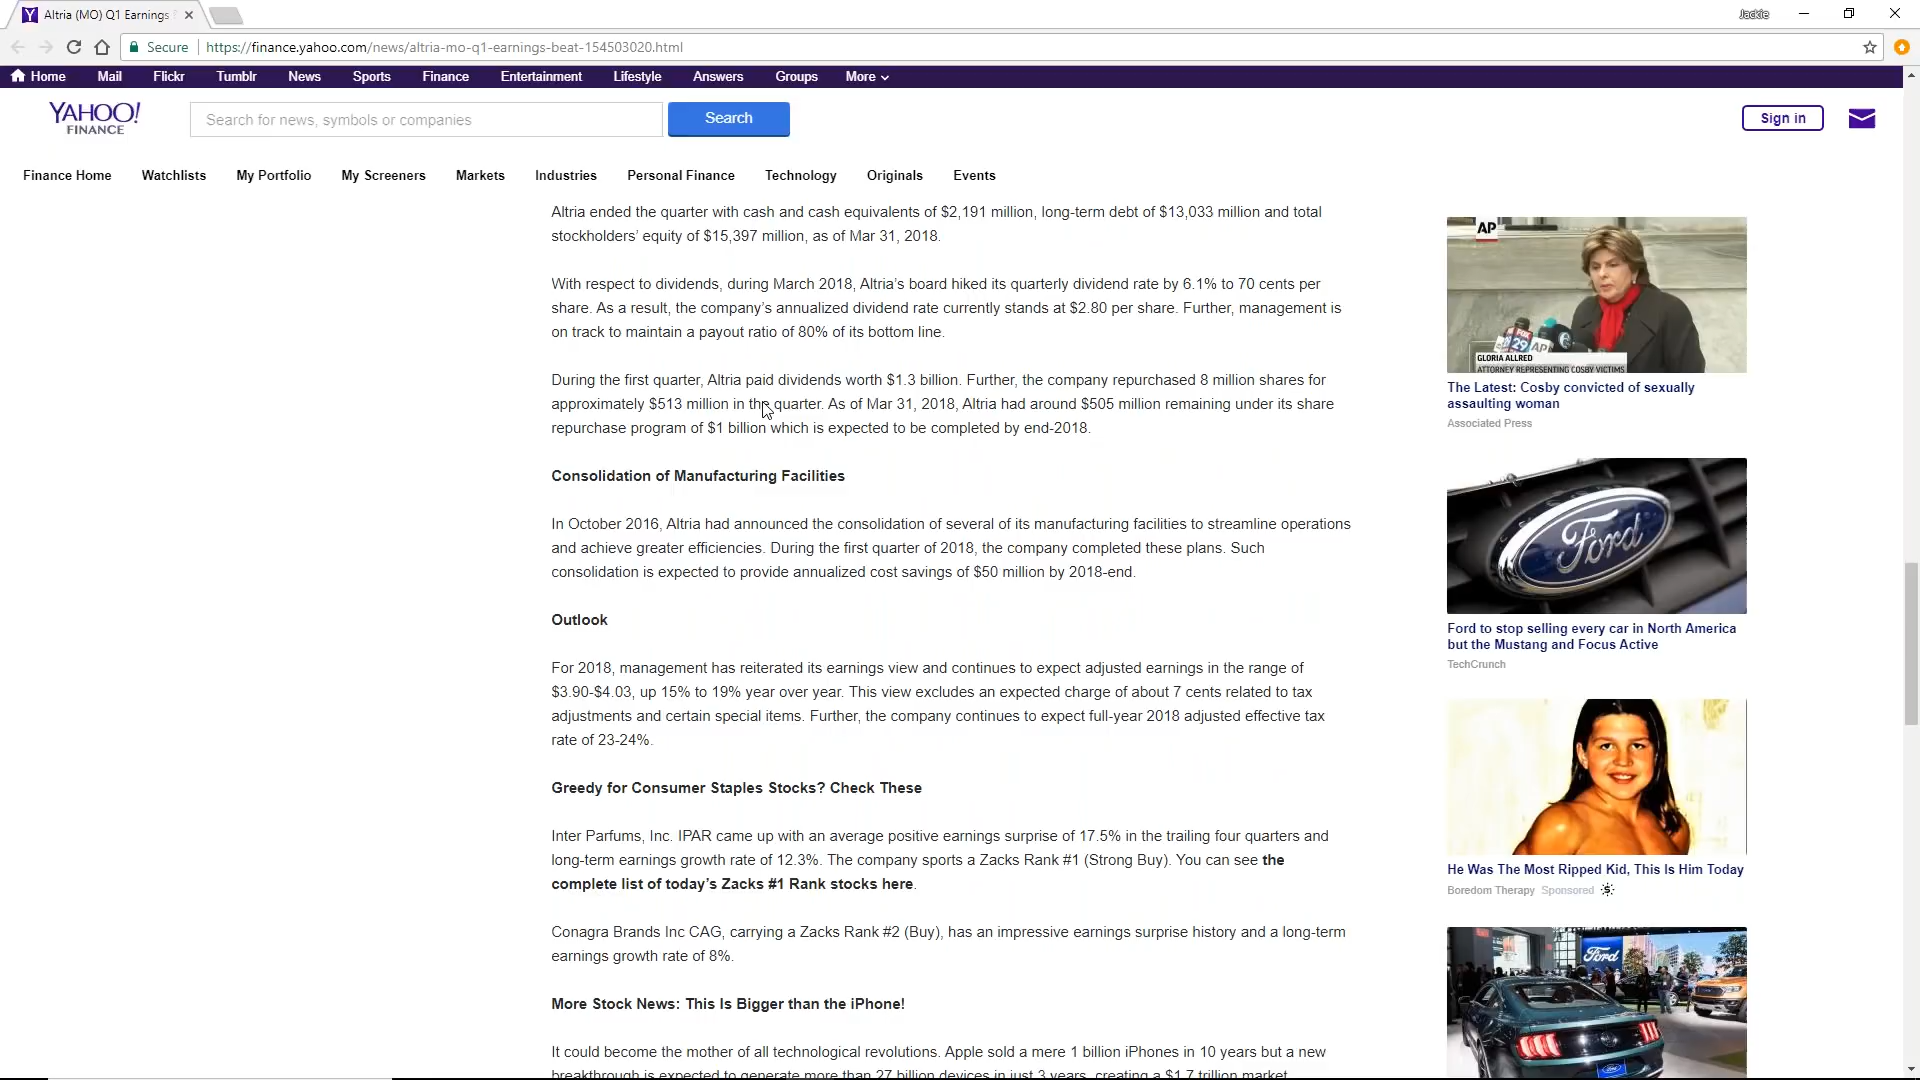 Altria (MO) Q1 Earnings
Jackie
Secure
https://finance.yahoo.com/news/altria-mo-q1-earnings-beat-154503020.html
Home Mail Flickr Tumblr News Sports Finance Entertainment Lifestyle Answers Groups More
YAHOO!
FINANCE
Search for news, symbols or companies
Search
Sign in
Finance Home Watchlists My Portfolio My Screeners Markets Industries Personal Finance Technology Originals Events
Altria ended the quarter with cash and cash equivalents of $2,191 million, long-term debt of $13,033 million and total
stockholders’ equity of $15,397 million, as of Mar 31, 2018.
With respect to dividends, during March 2018, Altria’s board hiked its quarterly dividend rate by 6.1% to 70 cents per
share. As a result, the company’s annualized dividend rate currently stands at $2.80 per share. Further, management is
on track to maintain a payout ratio of 80% of its bottom line.
During the first quarter, Altria paid dividends worth $1.3 billion. Further, the company repurchased 8 million shares for
approximately $513 million in the quarter. As of Mar 31, 2018, Altria had around $505 million remaining under its share
repurchase program of $1 billion which is expected to be completed by end-2018.
Consolidation of Manufacturing Facilities
In October 2016, Altria had announced the consolidation of several of its manufacturing facilities to streamline operations
and achieve greater efficiencies. During the first quarter of 2018, the company completed these plans. Such
consolidation is expected to provide annualized cost savings of $50 million by 2018-end.
Outlook
For 2018, management has reiterated its earnings view and continues to expect adjusted earnings in the range of
$3.90-$4.03, up 15% to 19% year over year. This view excludes an expected charge of about 7 cents related to tax
adjustments and certain special items. Further, the company continues to expect full-year 2018 adjusted effective tax
rate of 23-24%.
Greedy for Consumer Staples Stocks? Check These
Inter Parfums, Inc. IPAR came up with an average positive earnings surprise of 17.5% in the trailing four quarters and
long-term earnings growth rate of 12.3%. The company sports a Zacks Rank #1 (Strong Buy). You can see the
complete list of today’s Zacks #1 Rank stocks here.
Conagra Brands Inc CAG, carrying a Zacks Rank #2 (Buy), has an impressive earnings surprise history and a long-term
earnings growth rate of 8%.
More Stock News: This Is Bigger than the iPhone!
It could become the mother of all technological revolutions. Apple sold a mere 1 billion iPhones in 10 years but a new
breakthrough is expected to generate more than 27 billion devices in just 3 years, creating a $1.7 trillion market.
AP
FOX
29
AP
GLORIA ALLRED
ATTORNEY REPRESENTING COSBY VICTIMS
The Latest: Cosby convicted of sexually
assaulting woman
Associated Press
Ford
Ford to stop selling every car in North America
but the Mustang and Focus Active
TechCrunch
He Was The Most Ripped Kid, This Is Him Today
Boredom Therapy Sponsored
Ford